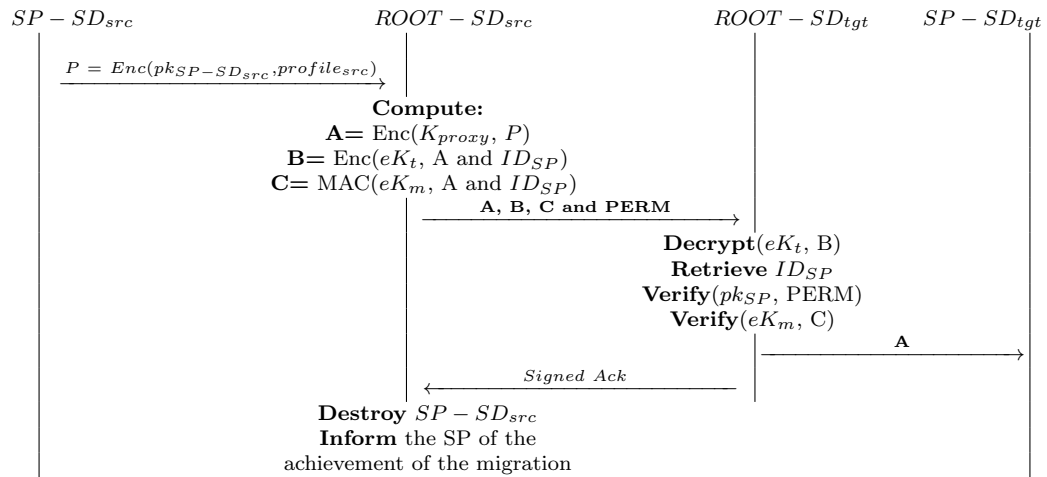 SP − SD_src ROOT − SD_src ROOT − SD_tgt SP − SD_tgt
P = Enc(pk_{SP−SD_src}, profile_src)
Compute:
A= Enc(K_proxy, P)
B= Enc(eK_t, A and ID_SP)
C= MAC(eK_m, A and ID_SP)
A, B, C and PERM
Decrypt(eK_t, B)
Retrieve ID_SP
Verify(pk_SP, PERM)
Verify(eK_m, C)
A
Signed Ack
Destroy SP − SD_src
Inform the SP of the
achievement of the migration